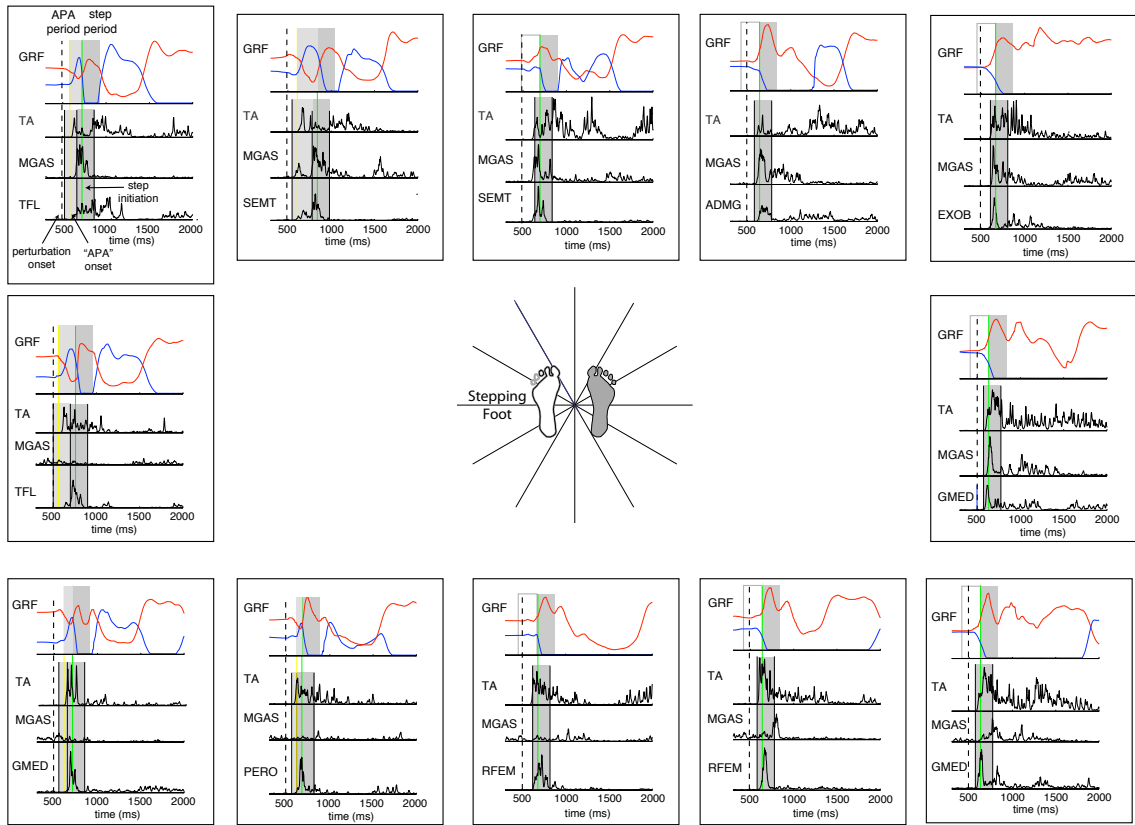 APA period
step period
GRF
TA
MGAS
step initiation
TFL
500 1000 1500 2000
time (ms)
perturbation onset
“APA” onset
GRF
TA
MGAS
SEMT
500 1000 1500 2000
time (ms)
GRF
TA
MGAS
SEMT
500 1000 1500 2000
time (ms)
GRF
TA
MGAS
ADMG
500 1000 1500 2000
time (ms)
GRF
TA
MGAS
EXOB
500 1000 1500 2000
time (ms)
GRF
TA
MGAS
TFL
500 1000 1500 2000
time (ms)
Stepping
Foot
GRF
TA
MGAS
GMED
500 1000 1500 2000
time (ms)
GRF
TA
MGAS
GMED
500 1000 1500 2000
time (ms)
GRF
TA
MGAS
PERO
500 1000 1500 2000
time (ms)
GRF
TA
MGAS
RFEM
500 1000 1500 2000
time (ms)
GRF
TA
MGAS
RFEM
500 1000 1500 2000
time (ms)
GRF
TA
MGAS
GMED
500 1000 1500 2000
time (ms)